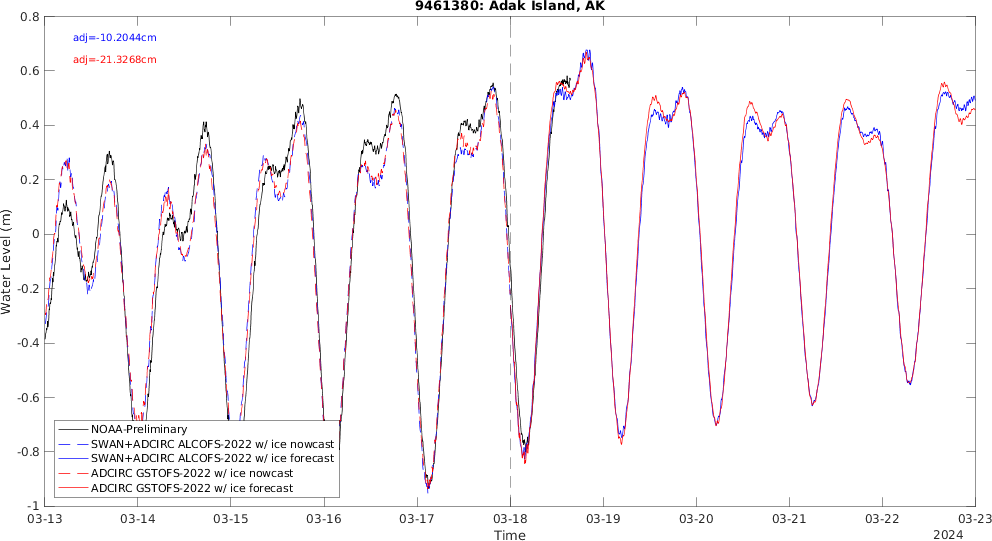 9461380: Adak Island, AK
adj=-10.2044cm
adj=-21.3268cm
0.8
0.6
0.4
0.2
0
-0.2
-0.4
-0.6
-0.8
-1
Water Level (m)
NOAA-Preliminary
SWAN+ADCIRC ALCOFS-2022 w/ ice nowcast
SWAN+ADCIRC ALCOFS-2022 w/ ice forecast
ADCIRC GSTOFS-2022 w/ ice nowcast
ADCIRC GSTOFS-2022 w/ ice forecast
03-13 03-14 03-15 03-16 03-17 03-18 03-19 03-20 03-21 03-22 03-23
Time
2024